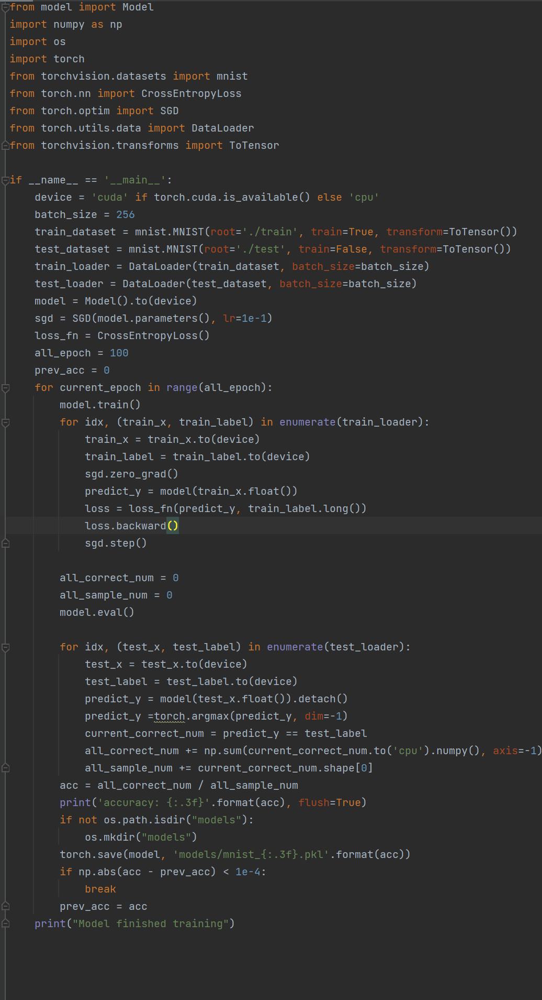 from model import Model
import numpy as np
import os
import torch
from torchvision.datasets import mnist
from torch.nn import CrossEntropyLoss
from torch.optim import SGD
from torch.utils.data import DataLoader
from torchvision.transforms import ToTensor

if __name__ == '__main__':
    device = 'cuda' if torch.cuda.is_available() else 'cpu'
    batch_size = 256
    train_dataset = mnist.MNIST(root='./train', train=True, transform=ToTensor())
    test_dataset = mnist.MNIST(root='./test', train=False, transform=ToTensor())
    train_loader = DataLoader(train_dataset, batch_size=batch_size)
    test_loader = DataLoader(test_dataset, batch_size=batch_size)
    model = Model().to(device)
    sgd = SGD(model.parameters(), lr=1e-1)
    loss_fn = CrossEntropyLoss()
    all_epoch = 100
    prev_acc = 0
    for current_epoch in range(all_epoch):
        model.train()
        for idx, (train_x, train_label) in enumerate(train_loader):
            train_x = train_x.to(device)
            train_label = train_label.to(device)
            sgd.zero_grad()
            predict_y = model(train_x.float())
            loss = loss_fn(predict_y, train_label.long())
            loss.backward()
            sgd.step()

        all_correct_num = 0
        all_sample_num = 0
        model.eval()

        for idx, (test_x, test_label) in enumerate(test_loader):
            test_x = test_x.to(device)
            test_label = test_label.to(device)
            predict_y = model(test_x.float()).detach()
            predict_y =torch.argmax(predict_y, dim=-1)
            current_correct_num = predict_y == test_label
            all_correct_num += np.sum(current_correct_num.to('cpu').numpy(), axis=-1)
            all_sample_num += current_correct_num.shape[0]
        acc = all_correct_num / all_sample_num
        print('accuracy: {:.3f}'.format(acc), flush=True)
        if not os.path.isdir("models"):
            os.mkdir("models")
        torch.save(model, 'models/mnist_{:.3f}.pkl'.format(acc))
        if np.abs(acc - prev_acc) < 1e-4:
            break
        prev_acc = acc
    print("Model finished training")